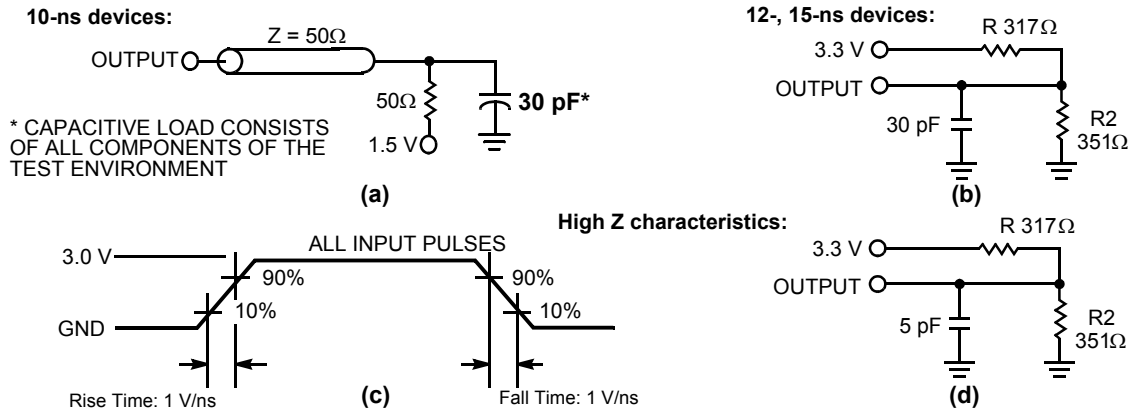 10-ns devices:
Z = 50Ω
OUTPUT
50Ω
30 pF*
1.5 V
* CAPACITIVE LOAD CONSISTS
OF ALL COMPONENTS OF THE
TEST ENVIRONMENT
(a)
12-, 15-ns devices:
R 317Ω
3.3 V
OUTPUT
30 pF
R2
351Ω
(b)
3.0 V
ALL INPUT PULSES
90%
90%
10%
10%
GND
Rise Time: 1 V/ns
(c)
Fall Time: 1 V/ns
High Z characteristics:
R 317Ω
3.3 V
OUTPUT
5 pF
R2
351Ω
(d)